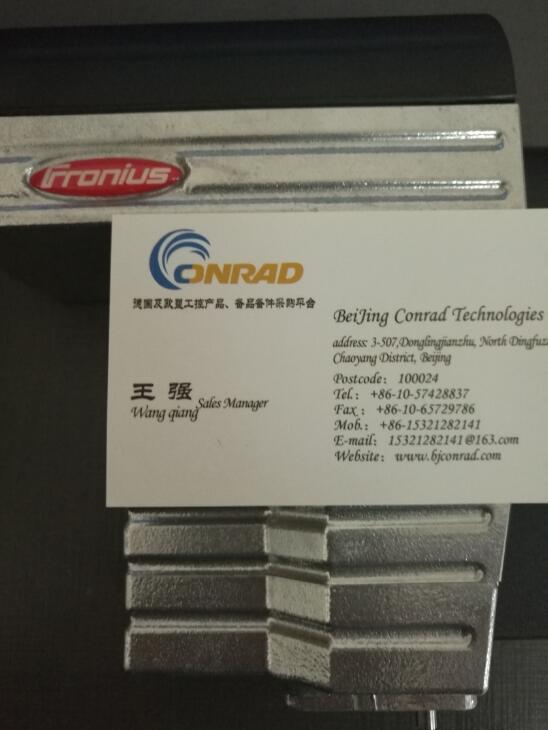 Fronius
CONRAD
德国及欧盟工控产品、备品备件采购平台
BeiJing Conrad Technologies
address: 3-507,Donglingjianzhu, North Dingfuz
Chaoyang District, Beijing
Postcode: 100024
Tel.: +86-10-57428837
Fax: +86-10-65729786
Mob.: +86-15321282141
E-mail: 15321282141@163.com
Website: www.bjconrad.com
王 强
Wang qiang Sales Manager